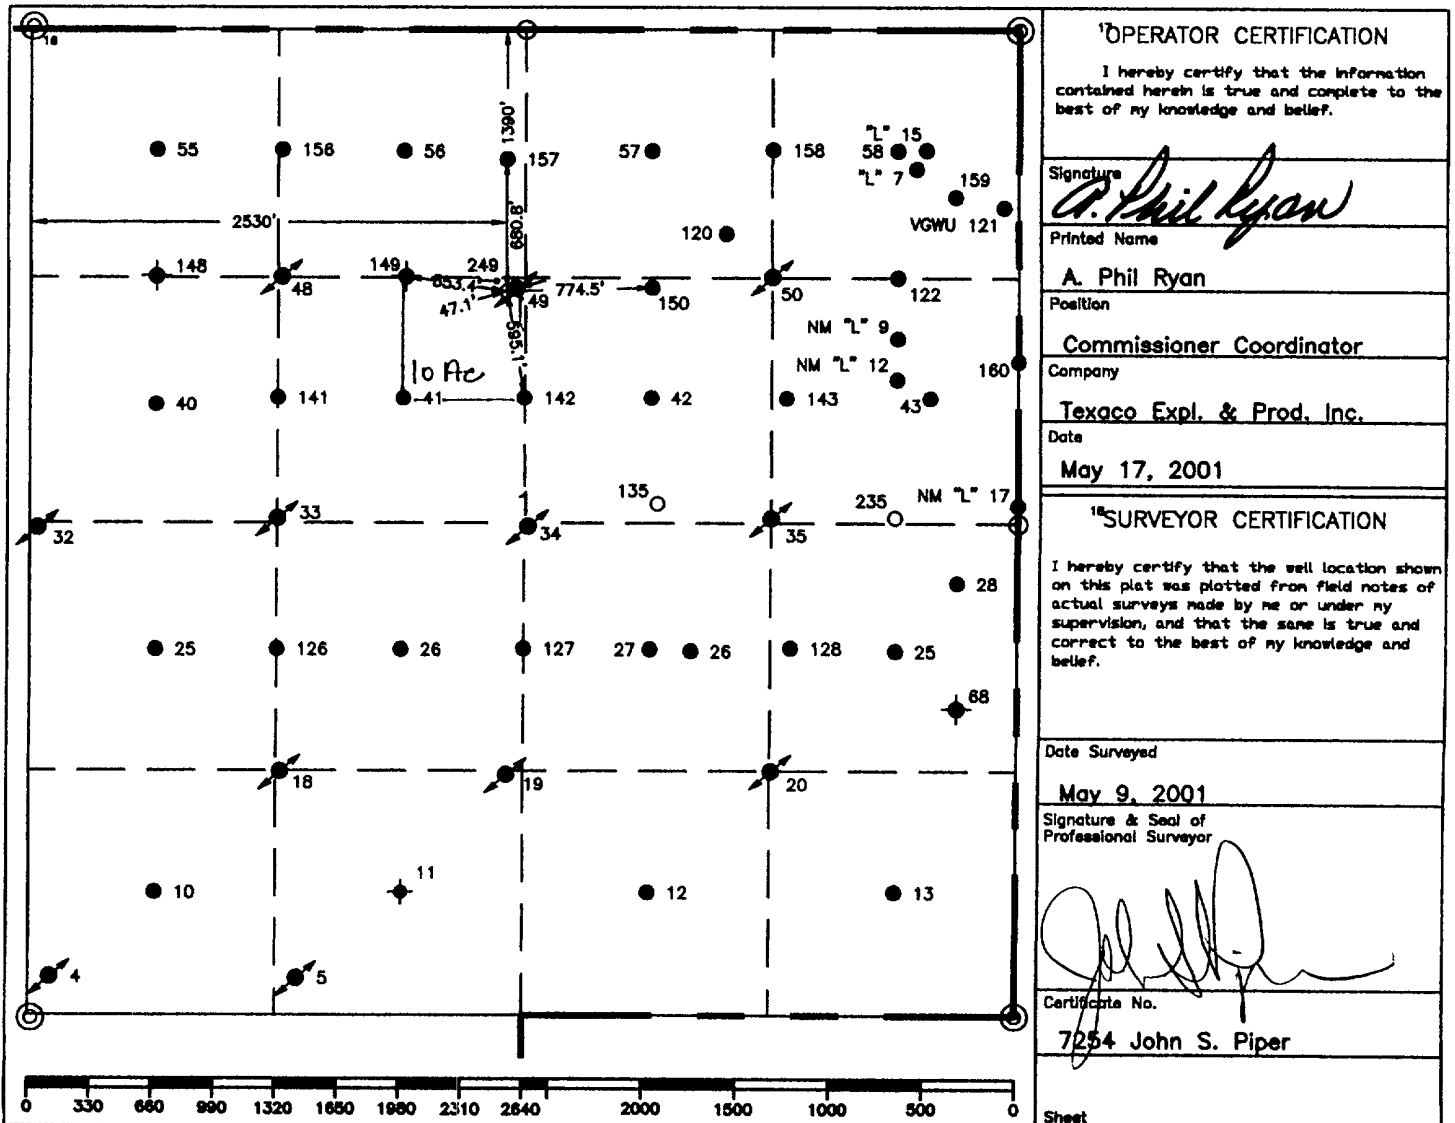 16
1390'
55
156
56
157
57
158
"L" 15
58
"L" 7
159
VGWU 121
2530'
680.8'
120
148
48
149
249
653.4'
47.1'
49
774.5'
150
50
122
595.1'
NM "L" 9
NM "L" 12
160
10 Ac
40
141
41
142
42
143
43
135
235
NM "L" 17
32
33
34
35
28
25
126
26
127
27
26
128
25
68
18
19
20
10
11
12
13
4
5
0 330 660 990 1320 1650 1980 2310 2640 2000 1500 1000 500 0
17 OPERATOR CERTIFICATION
I hereby certify that the information
contained herein is true and complete to the
best of my knowledge and belief.
Signature
A. Phil Ryan
Printed Name
A. Phil Ryan
Position
Commissioner Coordinator
Company
Texaco Expl. & Prod. Inc.
Date
May 17, 2001
18 SURVEYOR CERTIFICATION
I hereby certify that the well location shown
on this plat was plotted from field notes of
actual surveys made by me or under my
supervision, and that the same is true and
correct to the best of my knowledge and
belief.
Date Surveyed
May 9, 2001
Signature & Seal of
Professional Surveyor
Certificate No.
7254 John S. Piper
Sheet